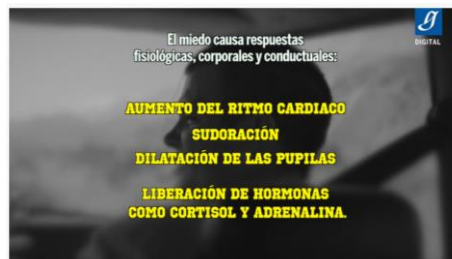 g
DIGITAL
El miedo causa respuestas
fisiológicas, corporales y conductuales:
AUMENTO DEL RITMO CARDIACO
SUDORACIÓN
DILATACIÓN DE LAS PUPILAS
LIBERACIÓN DE HORMONAS
COMO CORTISOL Y ADRENALINA.